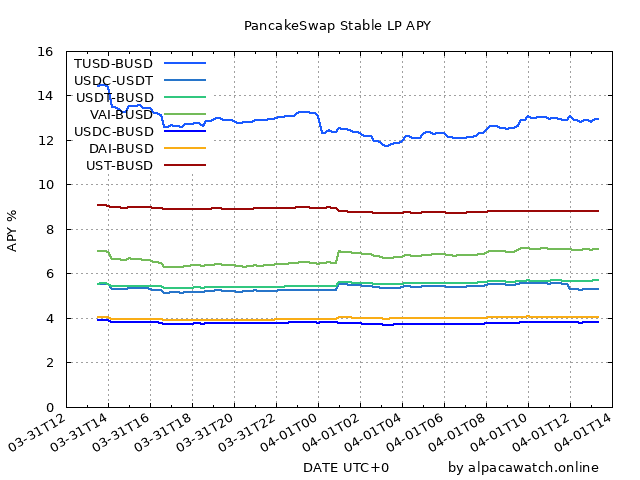 PancakeSwap Stable LP APY
16
14
12
10
8
6
4
2
0
APY %
TUSD-BUSD
USDC-USDT
USDT-BUSD
VAI-BUSD
USDC-BUSD
DAI-BUSD
UST-BUSD
03-31T12
03-31T14
03-31T16
03-31T18
03-31T20
03-31T22
04-01T00
04-01T02
04-01T04
04-01T06
04-01T08
04-01T10
04-01T12
04-01T14
DATE UTC+0
by alpacawatch.online